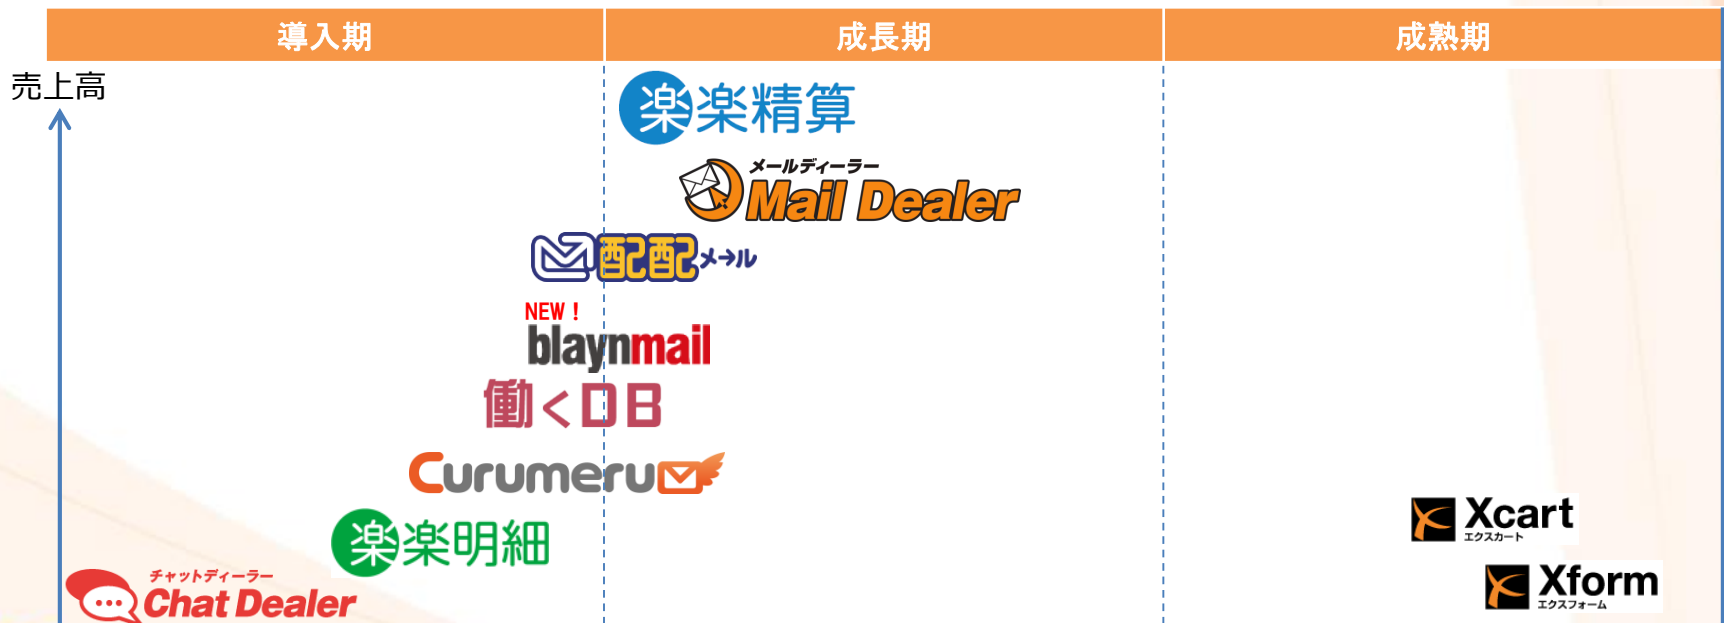 導入期
成長期
成熟期
売上高
楽楽精算
メールディーラー
Mail Dealer
配配メール
NEW！
blaynmail
働くDB
Curumeru
楽楽明細
Xcart
エクスカート
チャットディーラー
Chat Dealer
Xform
エクスフォーム